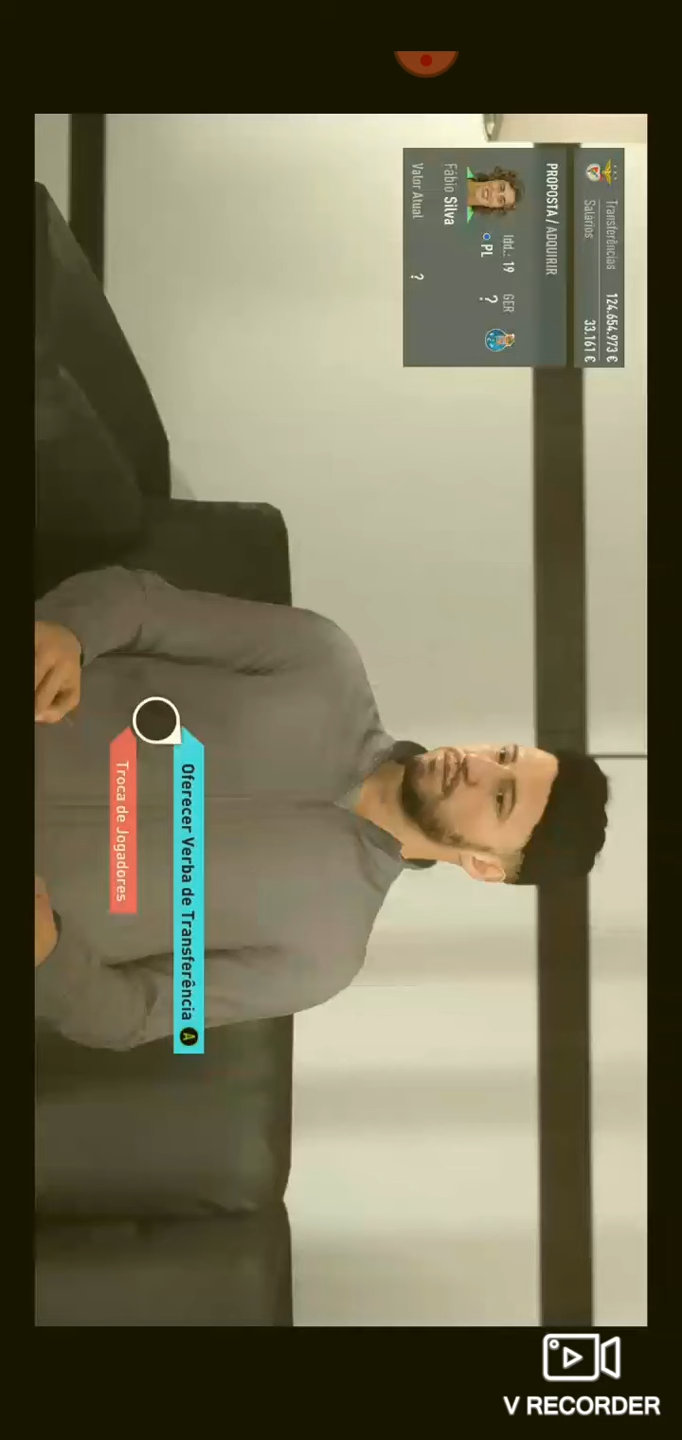 Transferências 124.654.973 €
Salários 33.161 €
PROPOSTA / ADQUIRIR
Idd.: 19 GER
PL ?
Fábio Silva
Valor Atual ?
Oferecer Verba de Transferência A
Troca de Jogadores
V RECORDER